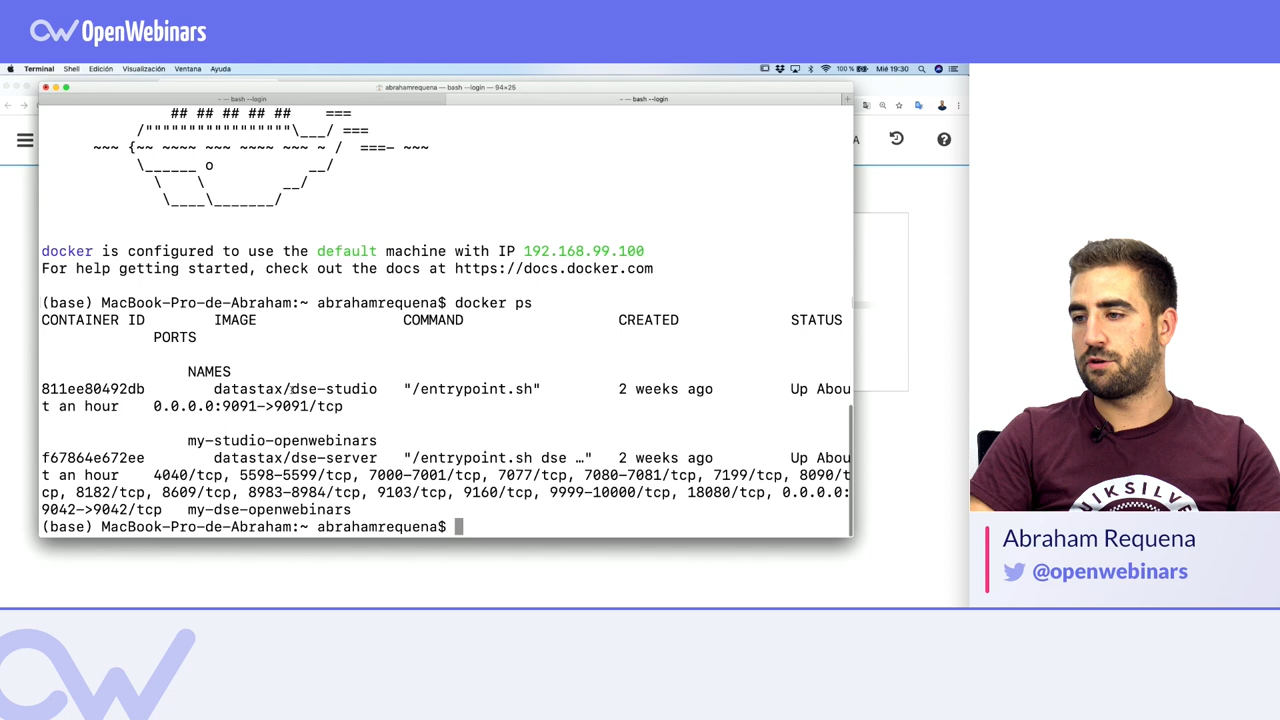 OpenWebinars
Terminal Shell Edición Visualización Ventana Ayuda
100 % Mié 19:30
abrahamrequena — bash --login — 94×25
~ — bash --login
~ — bash --login
## ## ## ## ## ===
/"""""""""""""""""\___/ ===
~~~ {~~ ~~~~ ~~~ ~~~~ ~~~ ~ / ===- ~~~
\______ o __/
\ \ __/
\____\_______/
docker is configured to use the default machine with IP 192.168.99.100
For help getting started, check out the docs at https://docs.docker.com
(base) MacBook-Pro-de-Abraham:~ abrahamrequena$ docker ps
CONTAINER ID IMAGE COMMAND CREATED STATUS
PORTS
NAMES
811ee80492db datastax/dse-studio "/entrypoint.sh" 2 weeks ago Up Abou
t an hour 0.0.0.0:9091->9091/tcp
my-studio-openwebinars
f67864e672ee datastax/dse-server "/entrypoint.sh dse …" 2 weeks ago Up Abou
t an hour 4040/tcp, 5598-5599/tcp, 7000-7001/tcp, 7077/tcp, 7080-7081/tcp, 7199/tcp, 8090/t
cp, 8182/tcp, 8609/tcp, 8983-8984/tcp, 9103/tcp, 9160/tcp, 9999-10000/tcp, 18080/tcp, 0.0.0.0:
9042->9042/tcp my-dse-openwebinars
(base) MacBook-Pro-de-Abraham:~ abrahamrequena$
A
QUIKSILV
Abraham Requena
@openwebinars